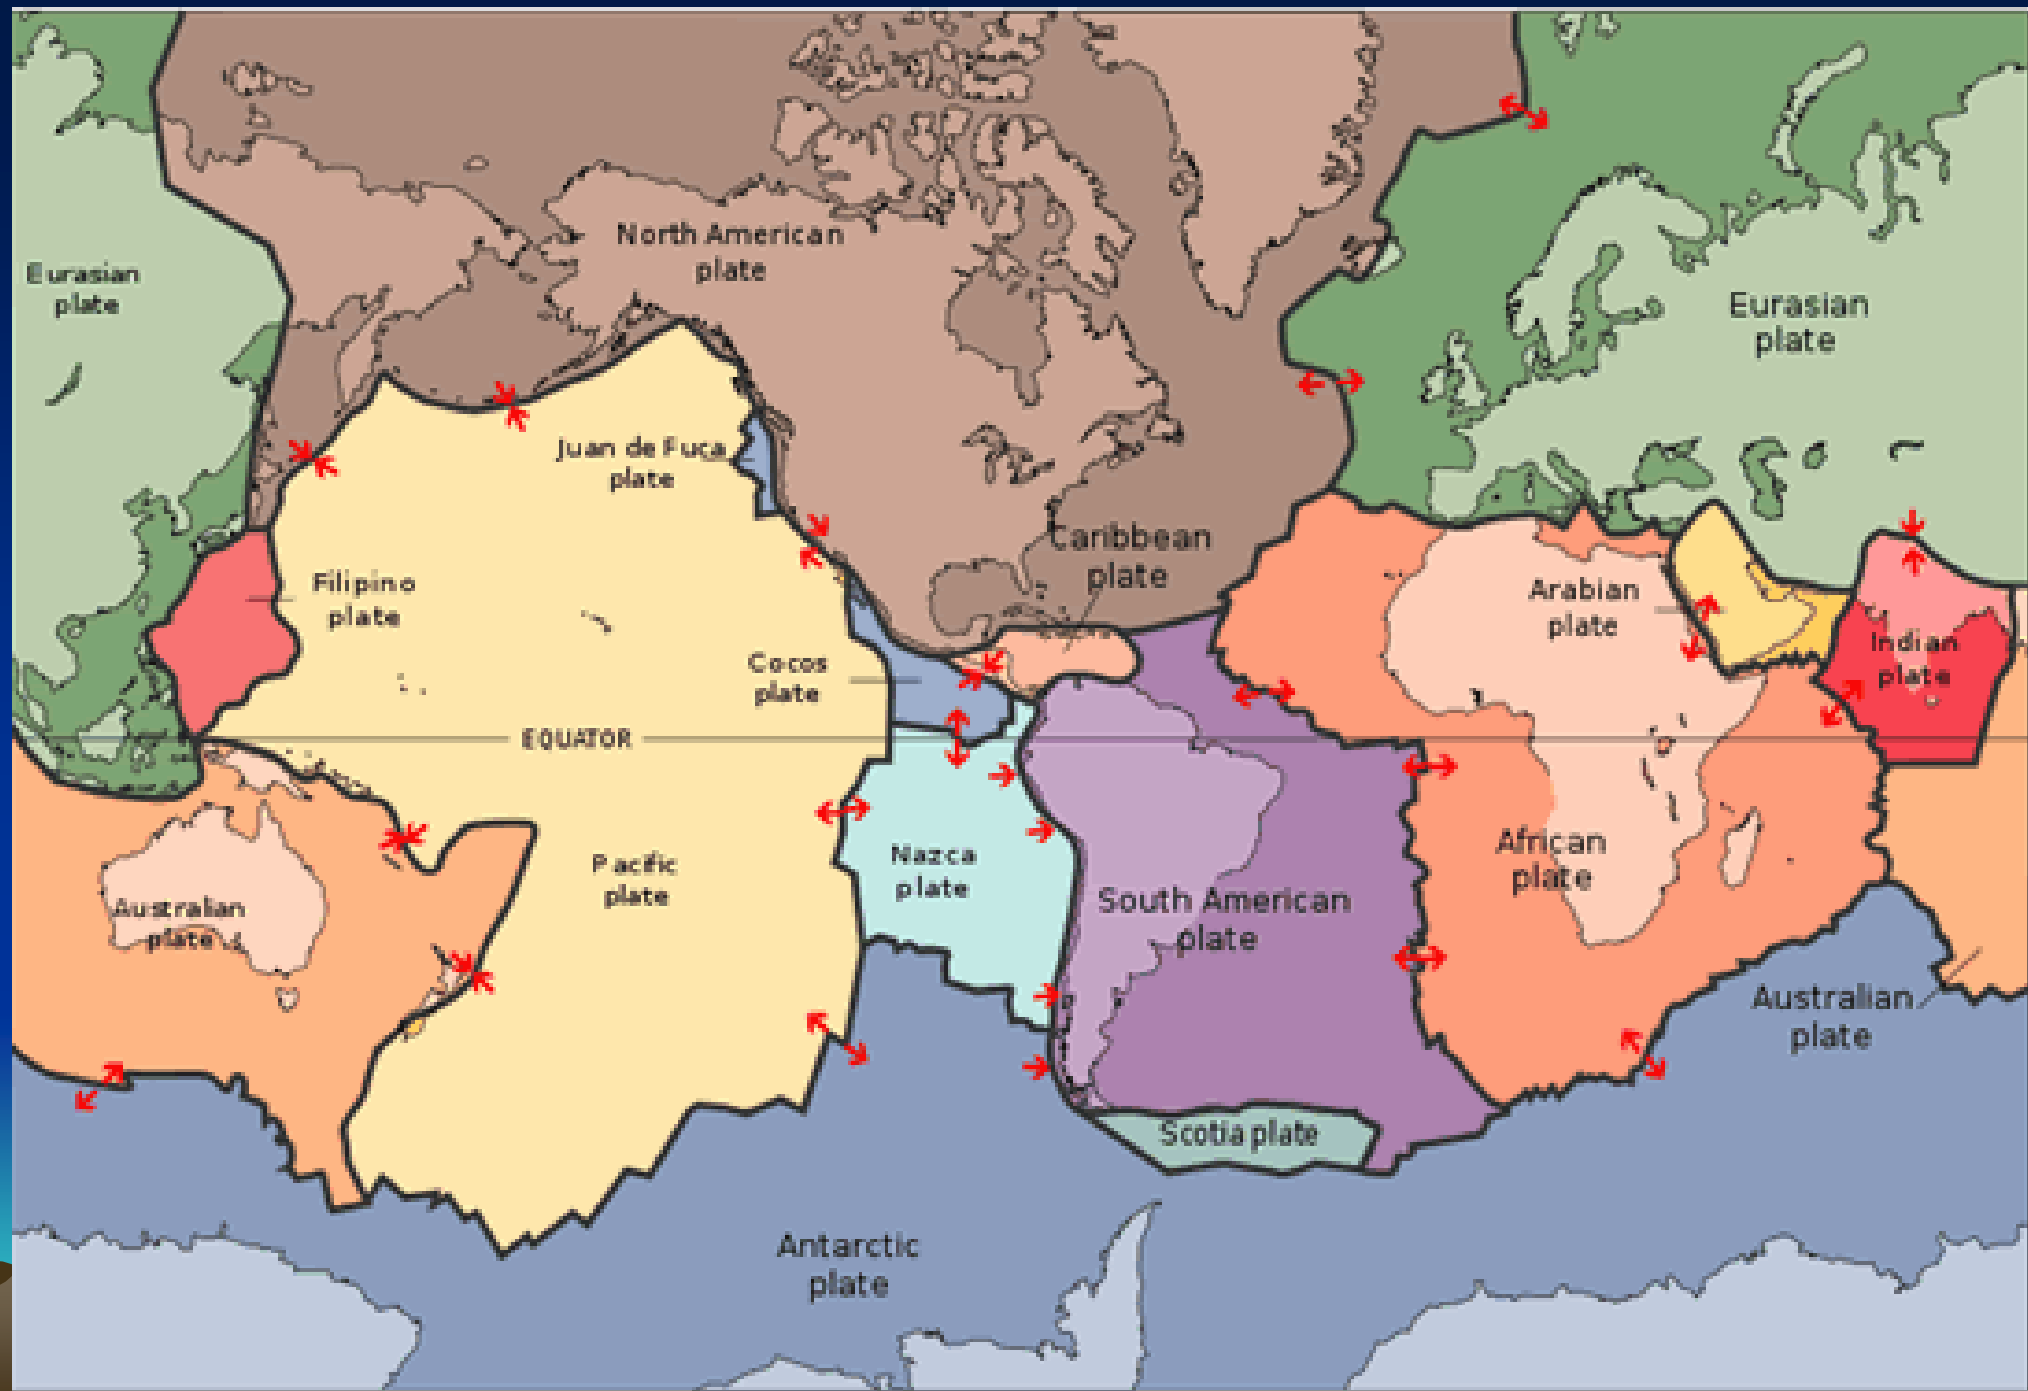 North American
plate
Eurasian
plate
Eurasian
plate
Juan de Fuca
plate
Caribbean
plate
Filipino
plate
Arabian
plate
Indian
plate
Cocos
plate
EQUATOR
Nazca
plate
Pacific
plate
African
plate
South American
plate
Australian
plate
Australian
plate
Scotia plate
Antarctic
plate